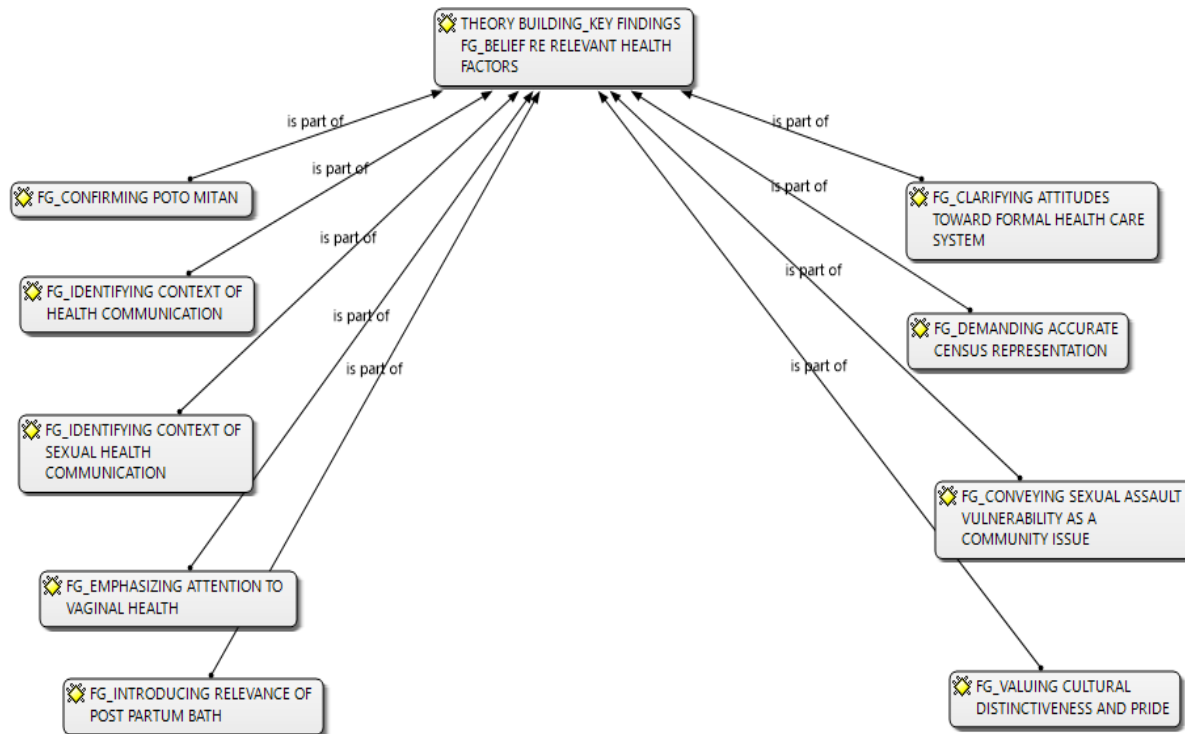 THEORY BUILDING_KEY FINDINGS
FG_BELIEF RE RELEVANT HEALTH
FACTORS
is part of
is part of
is part of
is part of
is part of
is part of
is part of
is part of
is part of
FG_CONFIRMING POTO MITAN
FG_IDENTIFYING CONTEXT OF
HEALTH COMMUNICATION
FG_IDENTIFYING CONTEXT OF
SEXUAL HEALTH
COMMUNICATION
FG_EMPHASIZING ATTENTION TO
VAGINAL HEALTH
FG_INTRODUCING RELEVANCE OF
POST PARTUM BATH
FG_CLARIFYING ATTITUDES
TOWARD FORMAL HEALTH CARE
SYSTEM
FG_DEMANDING ACCURATE
CENSUS REPRESENTATION
FG_CONVEYING SEXUAL ASSAULT
VULNERABILITY AS A
COMMUNITY ISSUE
FG_VALUING CULTURAL
DISTINCTIVENESS AND PRIDE